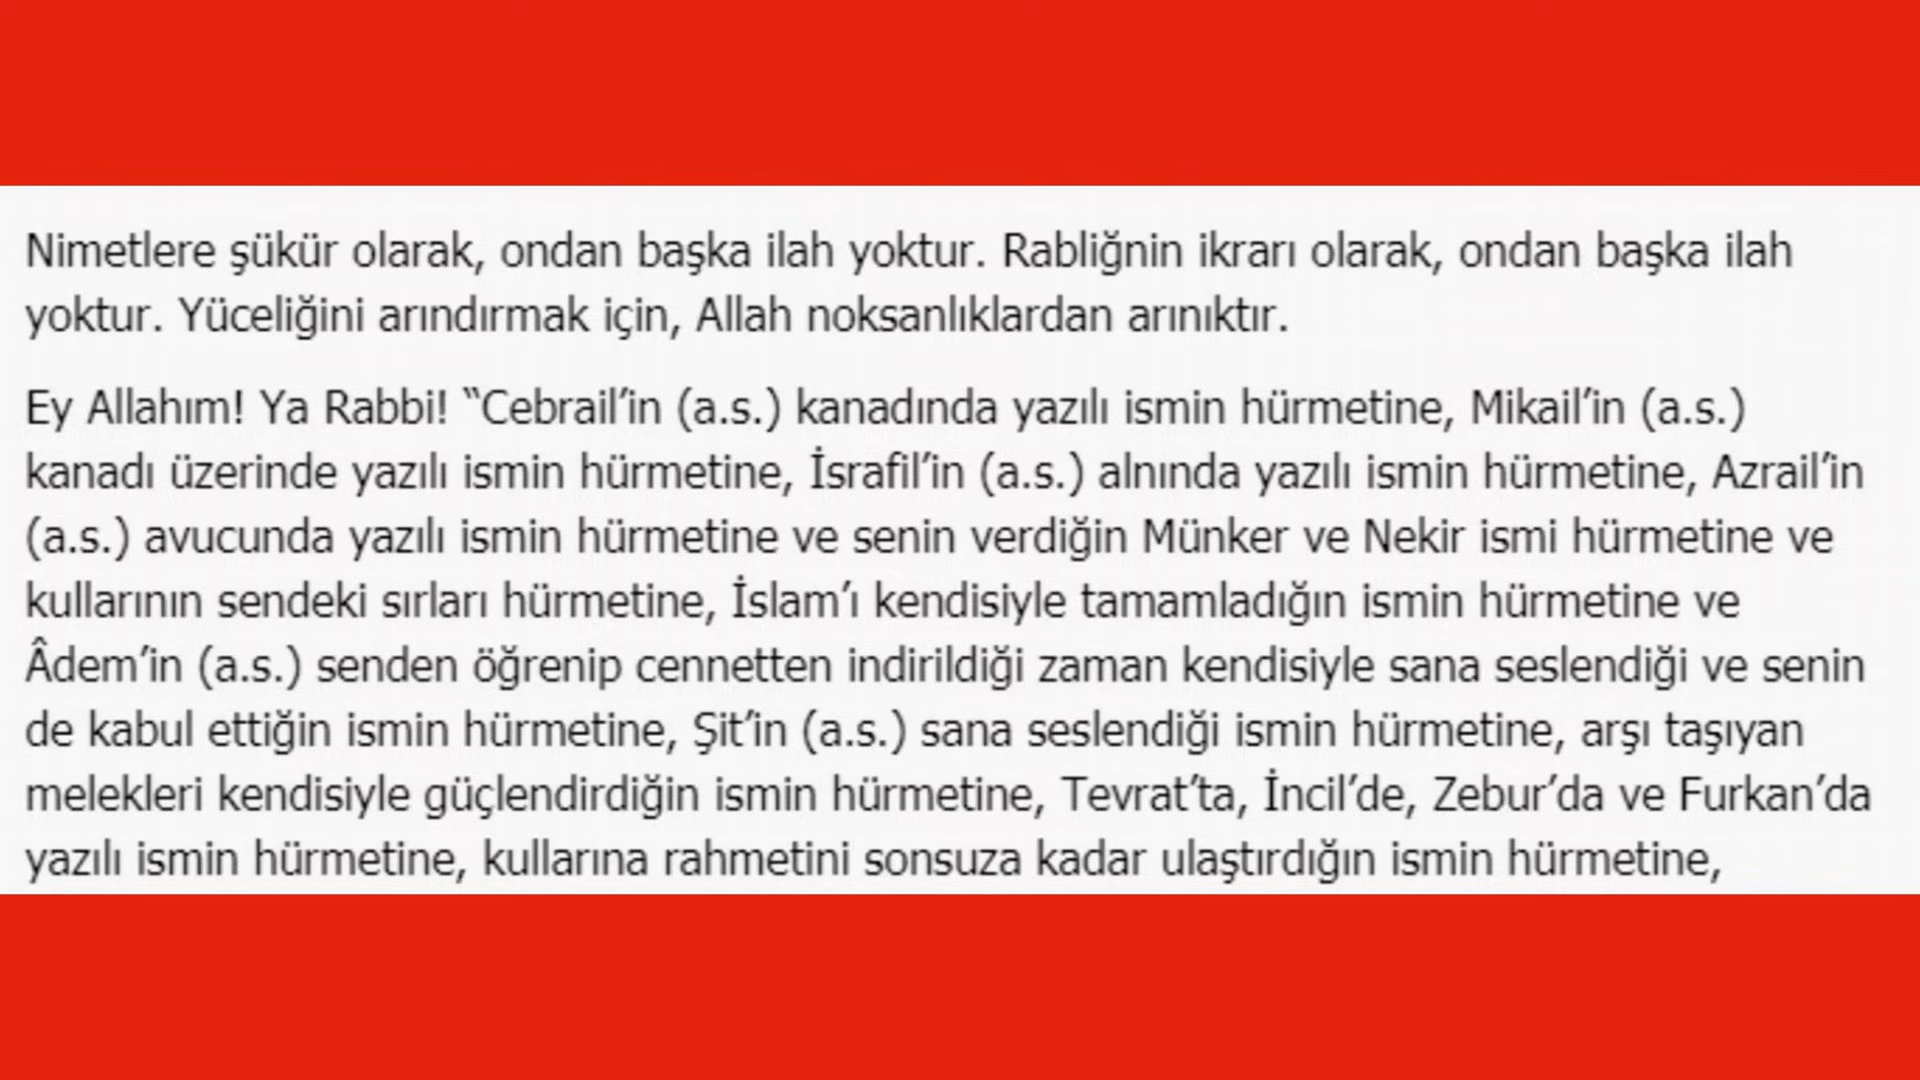 Nimetlere şükür olarak, ondan başka ilah yoktur. Rabliğnin ikrarı olarak, ondan başka ilah
yoktur. Yüceliğini arındırmak için, Allah noksanlıklardan arınıktır.
Ey Allahım! Ya Rabbi! “Cebrail’in (a.s.) kanadında yazılı ismin hürmetine, Mikail’in (a.s.)
kanadı üzerinde yazılı ismin hürmetine, İsrafil’in (a.s.) alnında yazılı ismin hürmetine, Azrail’in
(a.s.) avucunda yazılı ismin hürmetine ve senin verdiğin Münker ve Nekir ismi hürmetine ve
kullarının sendeki sırları hürmetine, İslam’ı kendisiyle tamamladığın ismin hürmetine ve
Âdem’in (a.s.) senden öğrenip cennetten indirildiği zaman kendisiyle sana seslendiği ve senin
de kabul ettiğin ismin hürmetine, Şit’in (a.s.) sana seslendiği ismin hürmetine, arşı taşıyan
melekleri kendisiyle güçlendirdiğin ismin hürmetine, Tevrat’ta, İncil’de, Zebur’da ve Furkan’da
yazılı ismin hürmetine, kullarına rahmetini sonsuza kadar ulaştırdığın ismin hürmetine,